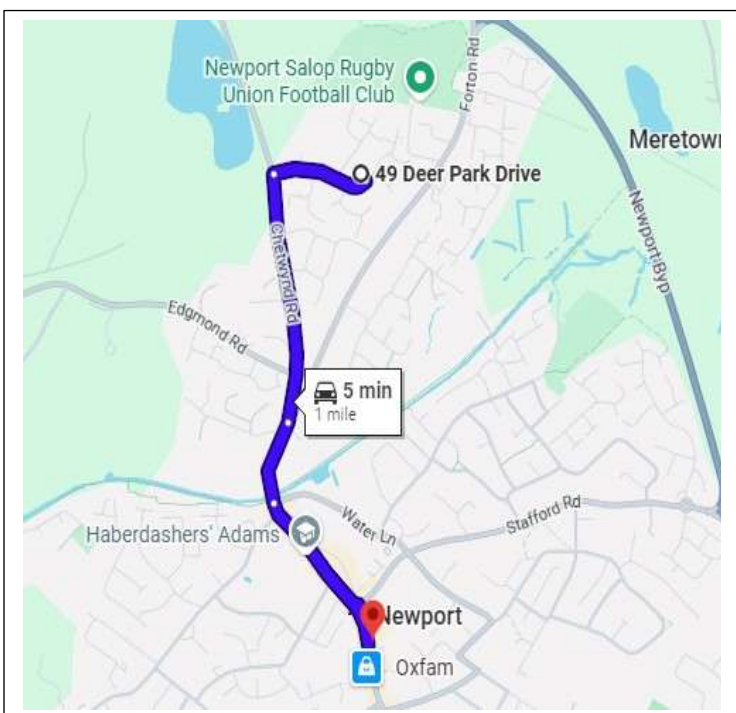 Newport Salop Rugby
Union Football Club
Forton Rd
Meretown
49 Deer Park Drive
Newport Byp
Chetwynd Rd
Edgmond Rd
5 min
1 mile
Water Ln
Stafford Rd
Haberdashers' Adams
Newport
Oxfam